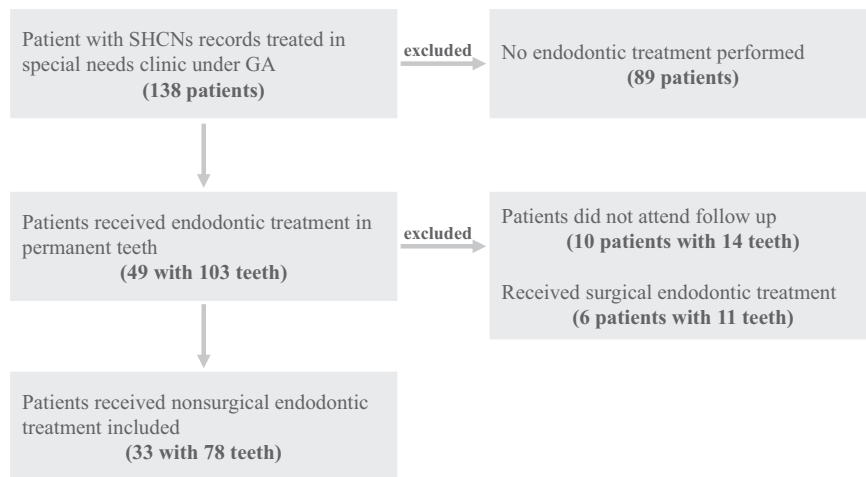 Patient with SHCNs records treated in
special needs clinic under GA
(138 patients)
excluded
No endodontic treatment performed
(89 patients)
Patients received endodontic treatment in
permanent teeth
(49 with 103 teeth)
excluded
Patients did not attend follow up
(10 patients with 14 teeth)
Received surgical endodontic treatment
(6 patients with 11 teeth)
Patients received nonsurgical endodontic
treatment included
(33 with 78 teeth)